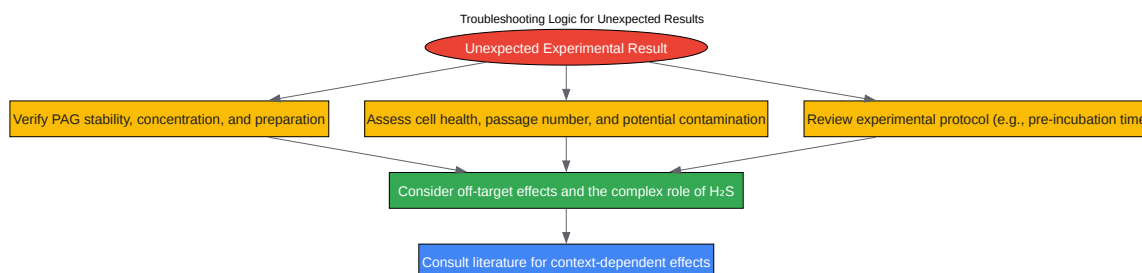 Troubleshooting Logic for Unexpected Results
Unexpected Experimental Result
Verify PAG stability, concentration, and preparation
Assess cell health, passage number, and potential contamination
Review experimental protocol (e.g., pre-incubation time
Consider off-target effects and the complex role of H₂S
Consult literature for context-dependent effects